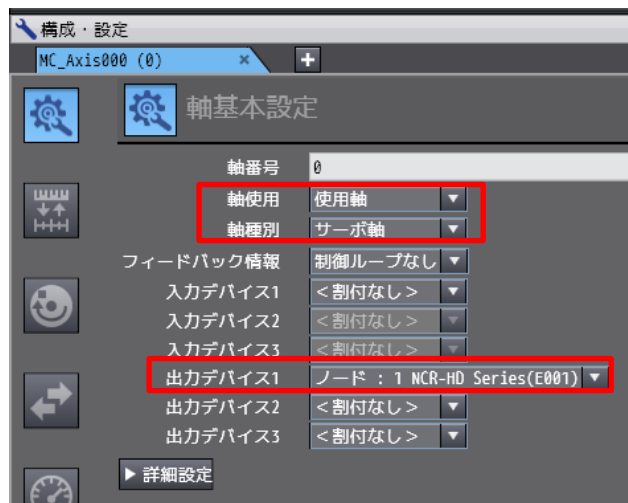 構成・設定
MC_Axis000 (0) × +
軸基本設定
軸番号 0
軸使用 使用軸
軸種別 サーボ軸
フィードバック情報 制御ループなし
入力デバイス1 <割付なし>
入力デバイス2 <割付なし>
入力デバイス3 <割付なし>
出力デバイス1 ノード : 1 NCR-HD Series(E001)
出力デバイス2 <割付なし>
出力デバイス3 <割付なし>
▶ 詳細設定